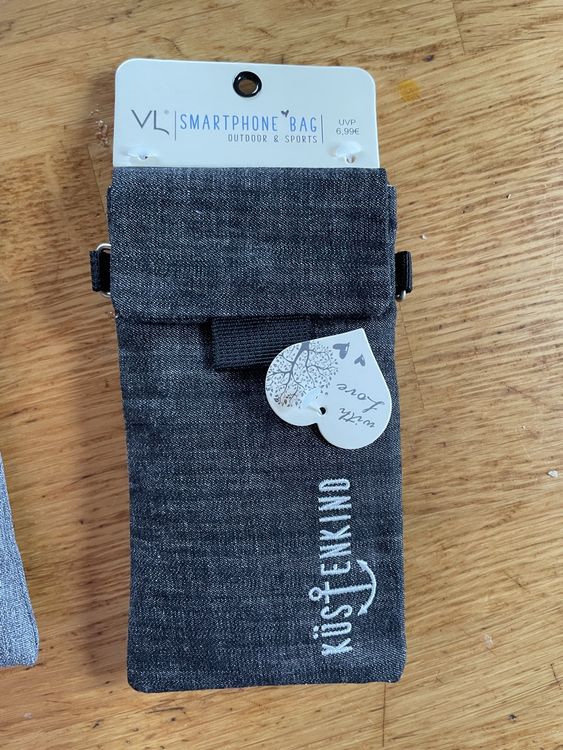 VL® SMARTPHONE BAG
OUTDOOR & SPORTS
UVP
6,99€
with
Love
KÜSTENKIND